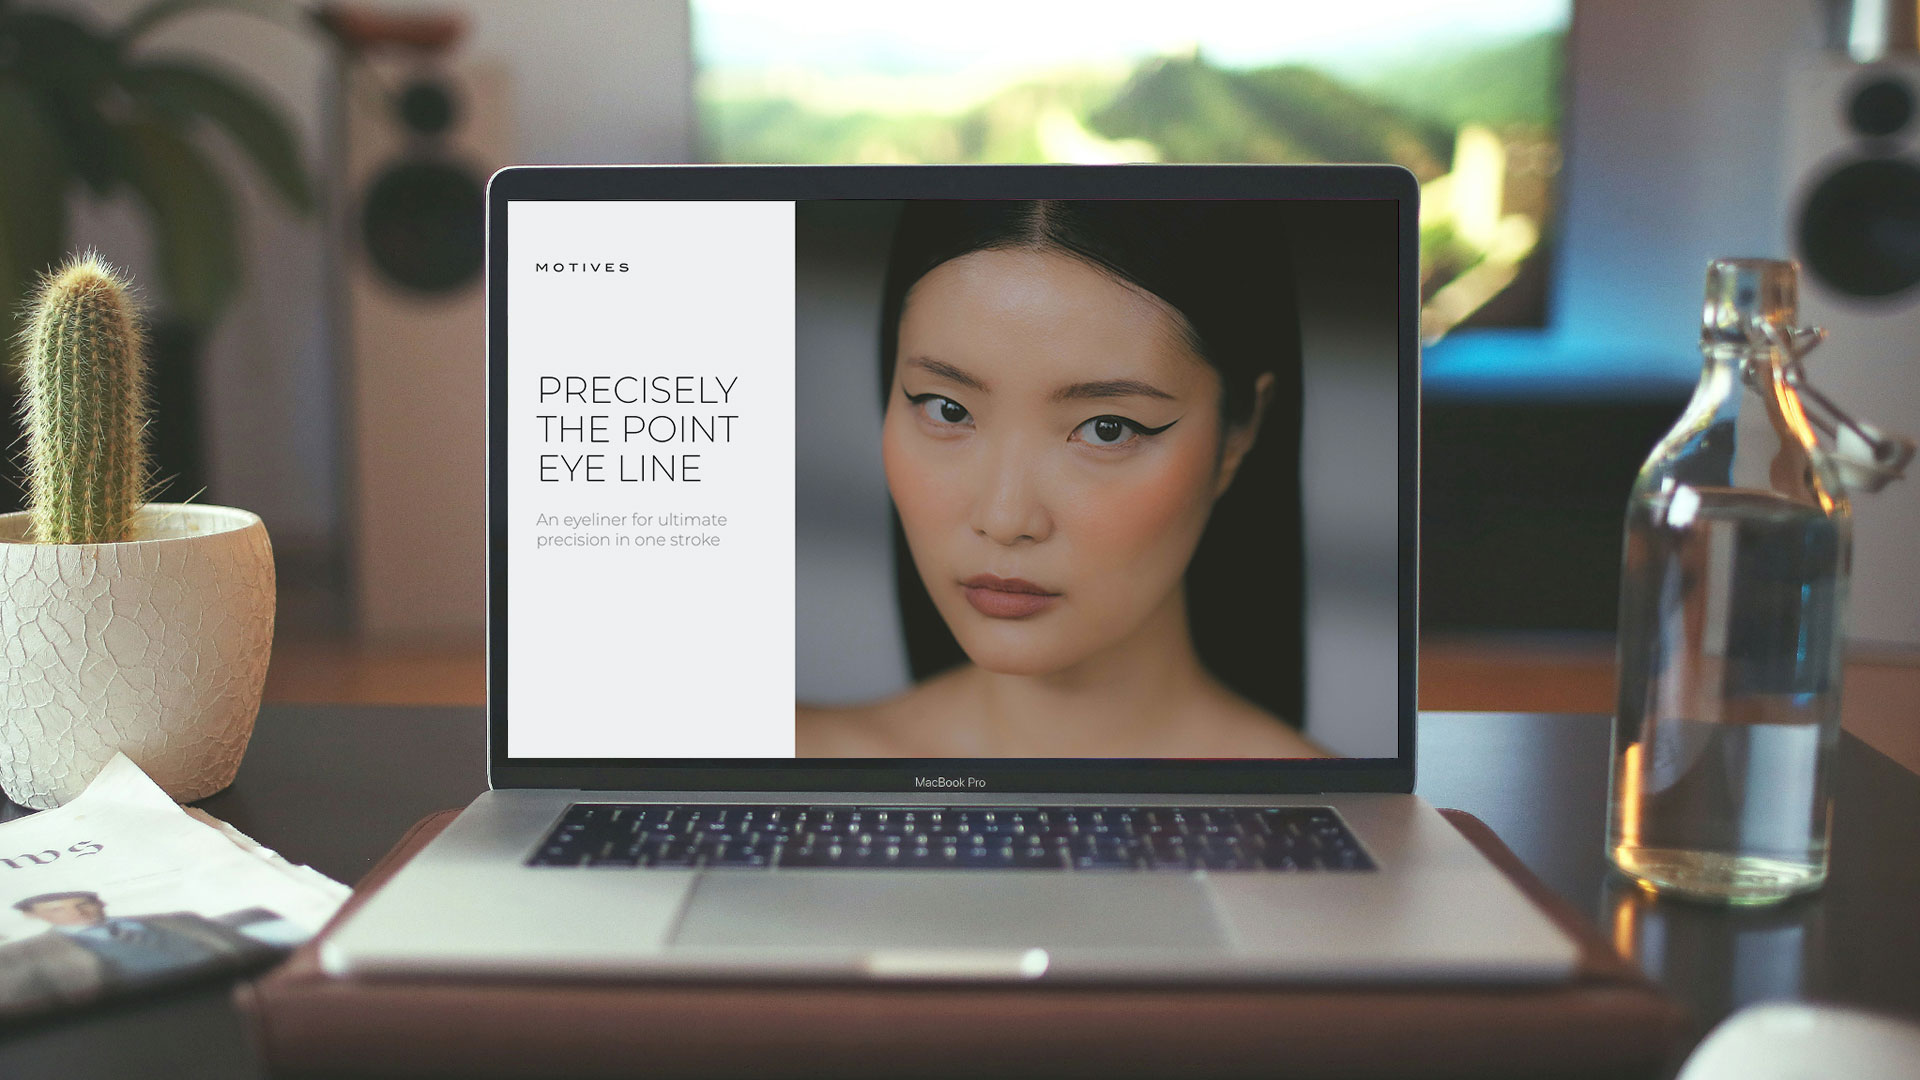 MOTIVES
PRECISELY
THE POINT
EYE LINE
An eyeliner for ultimate
precision in one stroke
MacBook Pro
ws